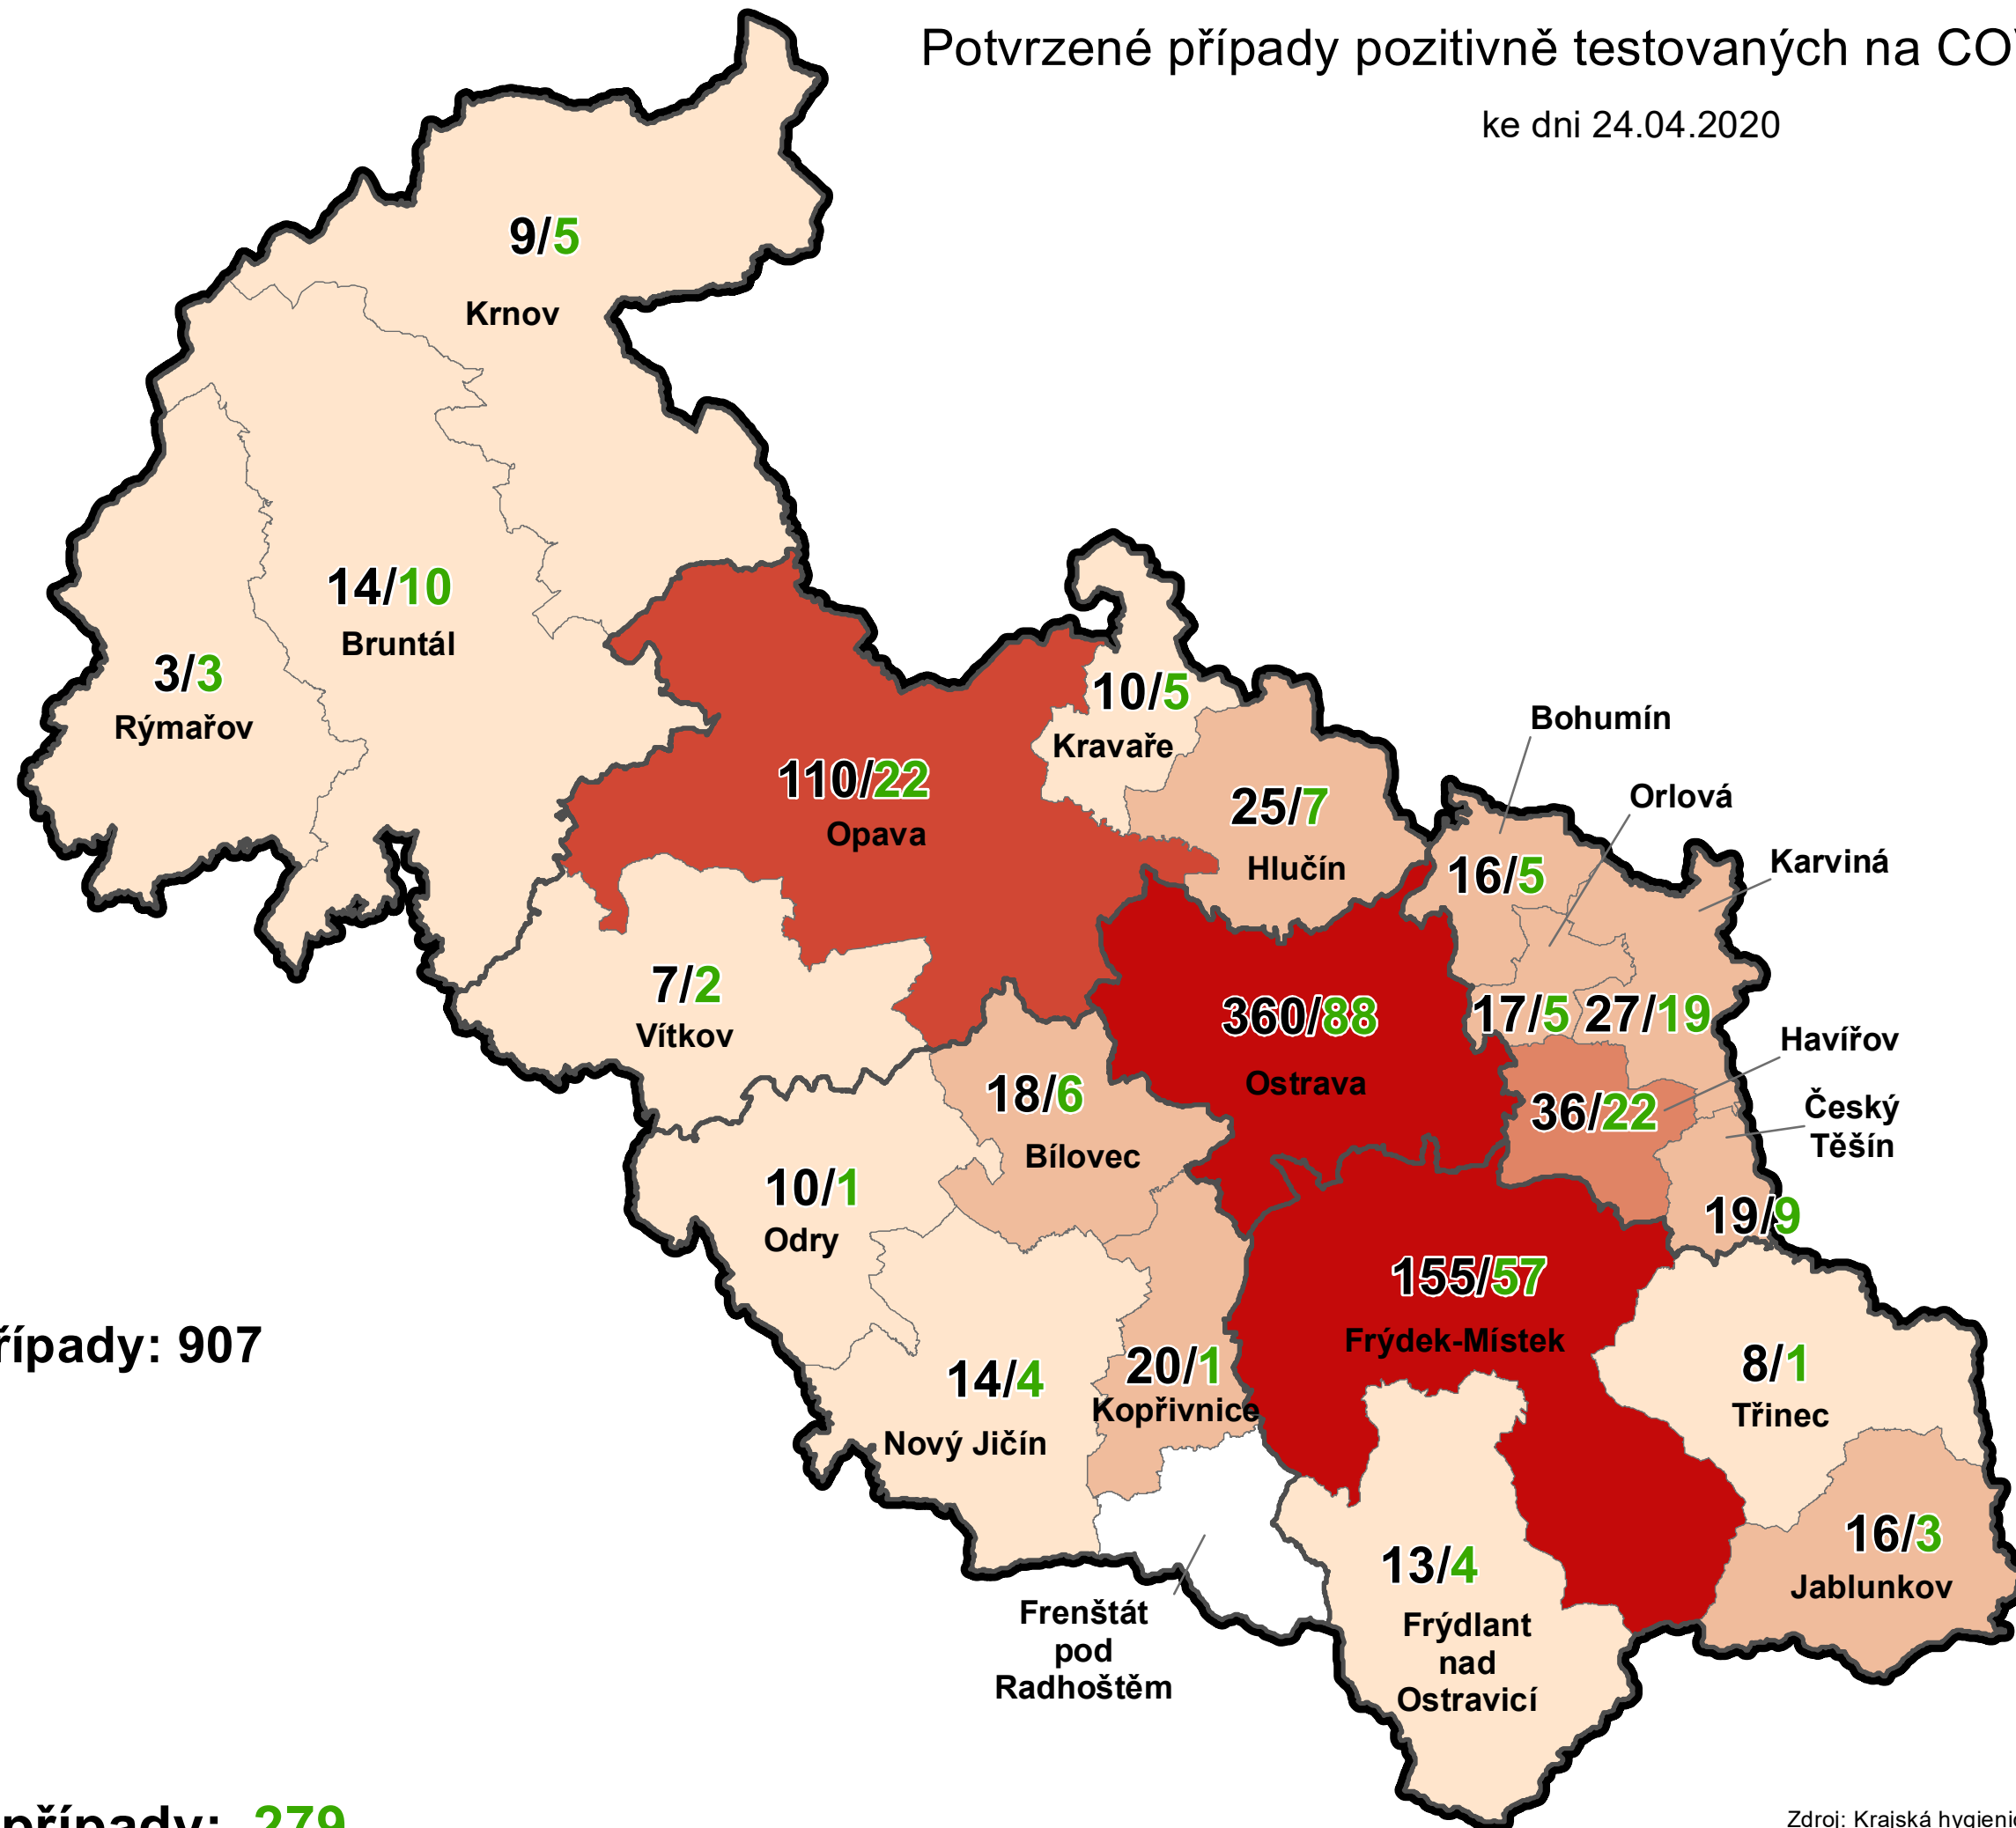 Potvrzené případy pozitivně testovaných na
ke dni 24.04.2020
9/5
Krnov
14/10
Bruntál
3/3
Rýmařov
10/5
Kravaře
110/22
Opava
25/7
Hlučín
Bohumín
Orlová
Karviná
16/5
7/2
Vítkov
360/88
Ostrava
17/5
27/19
Havířov
18/6
Bílovec
36/22
Český
Těšín
10/1
Odry
19/9
155/57
Frýdek-Místek
případy: 907
14/4
Nový Jičín
20/1
Kopřivnice
8/1
Třinec
16/3
Jablunkov
13/4
Frýdlant
nad
Ostravicí
Frenštát
pod
Radhoštěm
případy: 279
Zdroj: Krajská